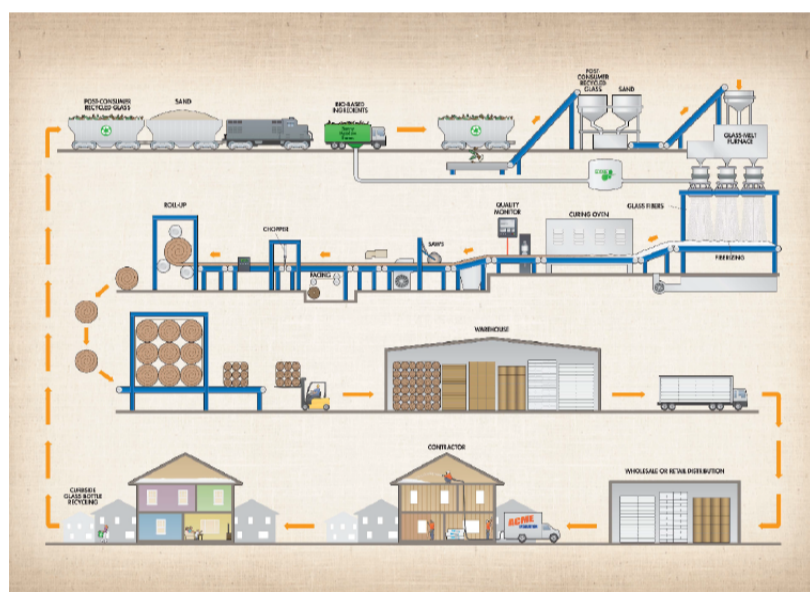 POST-CONSUMER
RECYCLED-GLASS
SAND
BIO-BASED
INGREDIENTS
POST-
CONSUMER
RECYCLED-
GLASS
SAND
GLASS-MELT
FURNACE
ROLL-UP
CHOPPER
FACING
SAWS
QUALITY
MONITOR
CURING OVEN
GLASS FIBERS
FIBERIZING
WAREHOUSE
CURBSIDE
GLASS BOTTLE
RECYCLING
CONTRACTOR
ACME
WHOLESALE OR RETAIL DISTRIBUTION